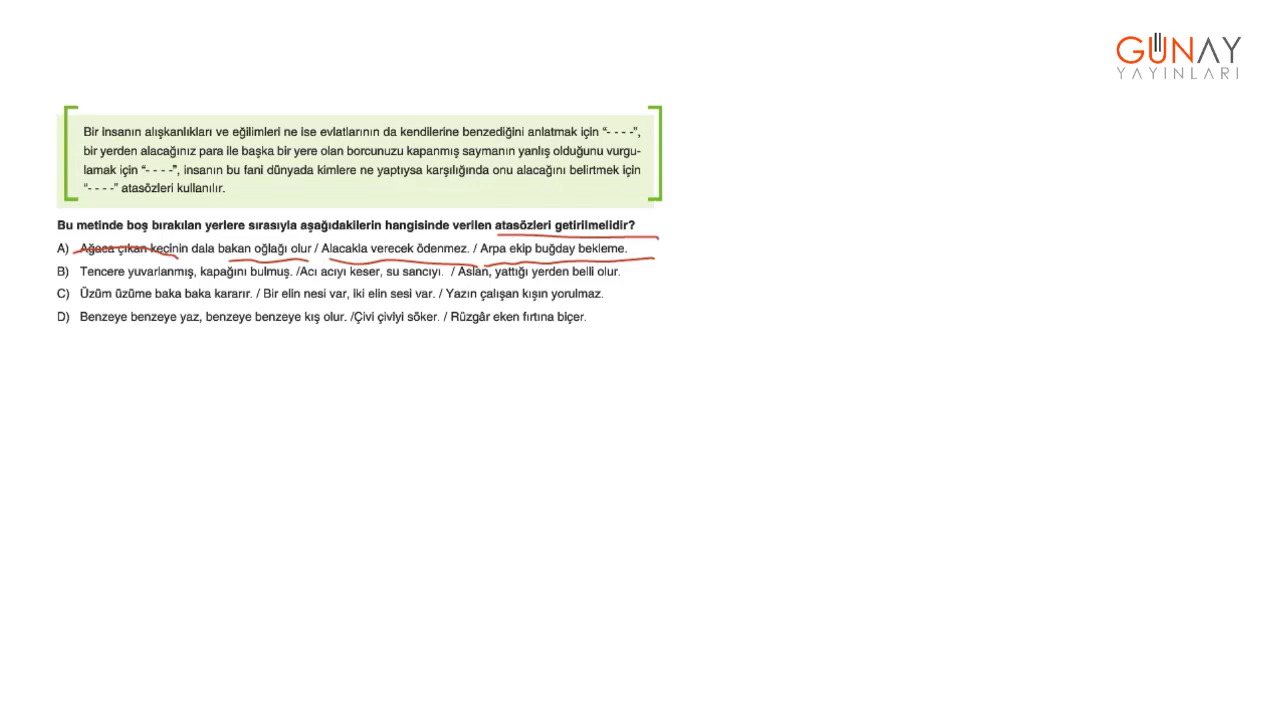 GÜNAY
YAYINLARI
Bir insanın alışkanlıkları ve eğilimleri ne ise evlatlarının da kendilerine benzediğini anlatmak için “- - - -”,
bir yerden alacağınız para ile başka bir yere olan borcunuzu kapanmış saymanın yanlış olduğunu vurgu-
lamak için “- - - -”, insanın bu fani dünyada kimlere ne yaptıysa karşılığında onu alacağını belirtmek için
“- - - -” atasözleri kullanılır.
Bu metinde boş bırakılan yerlere sırasıyla aşağıdakilerin hangisinde verilen atasözleri getirilmelidir?
A) Ağaca çıkan keçinin dala bakan oğlağı olur / Alacakla verecek ödenmez. / Arpa ekip buğday bekleme.
B) Tencere yuvarlanmış, kapağını bulmuş. /Acı acıyı keser, su sancıyı. / Aslan, yattığı yerden belli olur.
C) Üzüm üzüme baka baka kararır. / Bir elin nesi var, iki elin sesi var. / Yazın çalışan kışın yorulmaz.
D) Benzeye benzeye yaz, benzeye benzeye kış olur. /Çivi çiviyi söker. / Rüzgâr eken fırtına biçer.